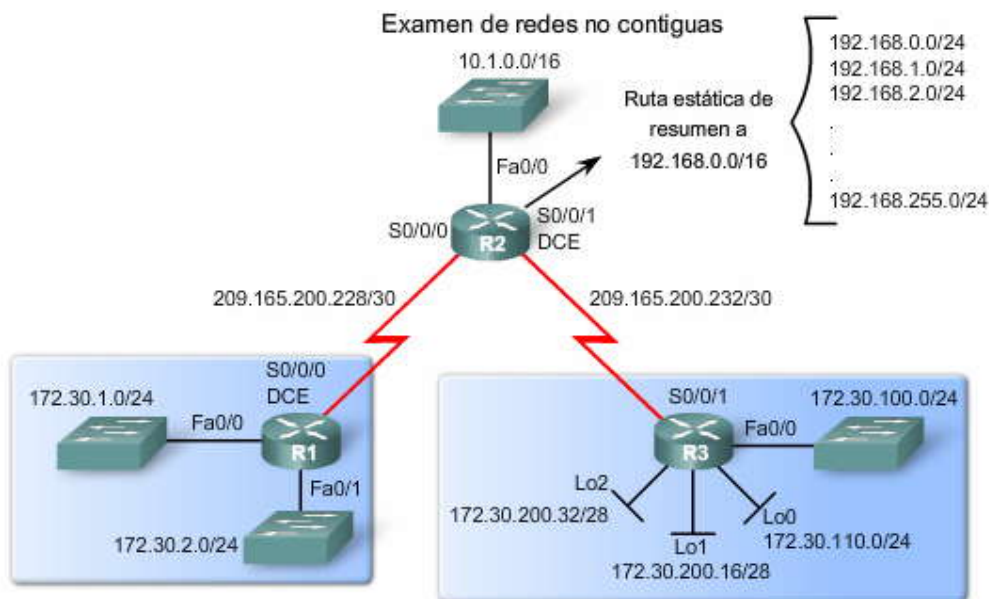 Examen de redes no contiguas
10.1.0.0/16
192.168.0.0/24
192.168.1.0/24
192.168.2.0/24
.
.
.
192.168.255.0/24
Ruta estática de
resumen a
192.168.0.0/16
Fa0/0
S0/0/0
R2
S0/0/1
DCE
209.165.200.228/30
209.165.200.232/30
172.30.1.0/24
S0/0/0
DCE
Fa0/0
R1
Fa0/1
172.30.2.0/24
S0/0/1
172.30.100.0/24
Fa0/0
R3
Lo2
172.30.200.32/28
Lo1
172.30.200.16/28
Lo0
172.30.110.0/24